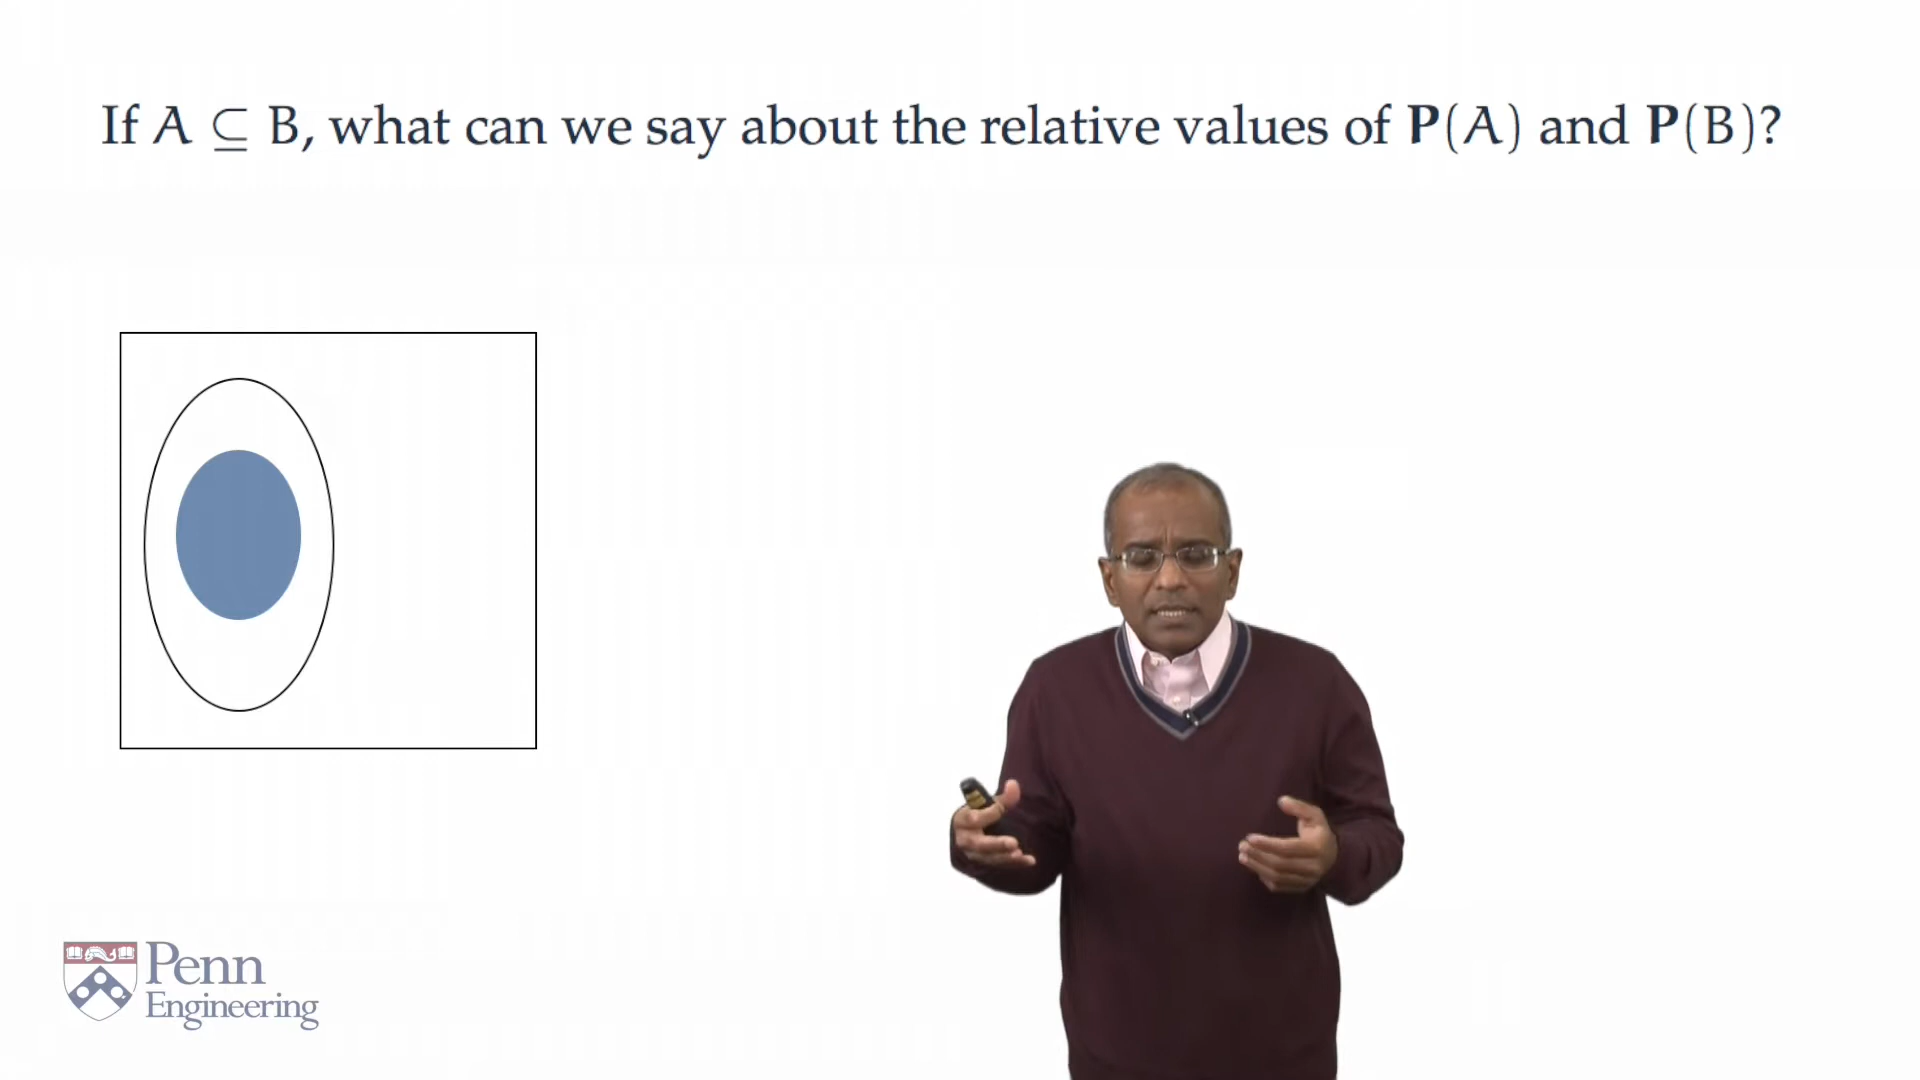 If A ⊆ B, what can we say about the relative values of P(A) and P(B)?
Penn
Engineering